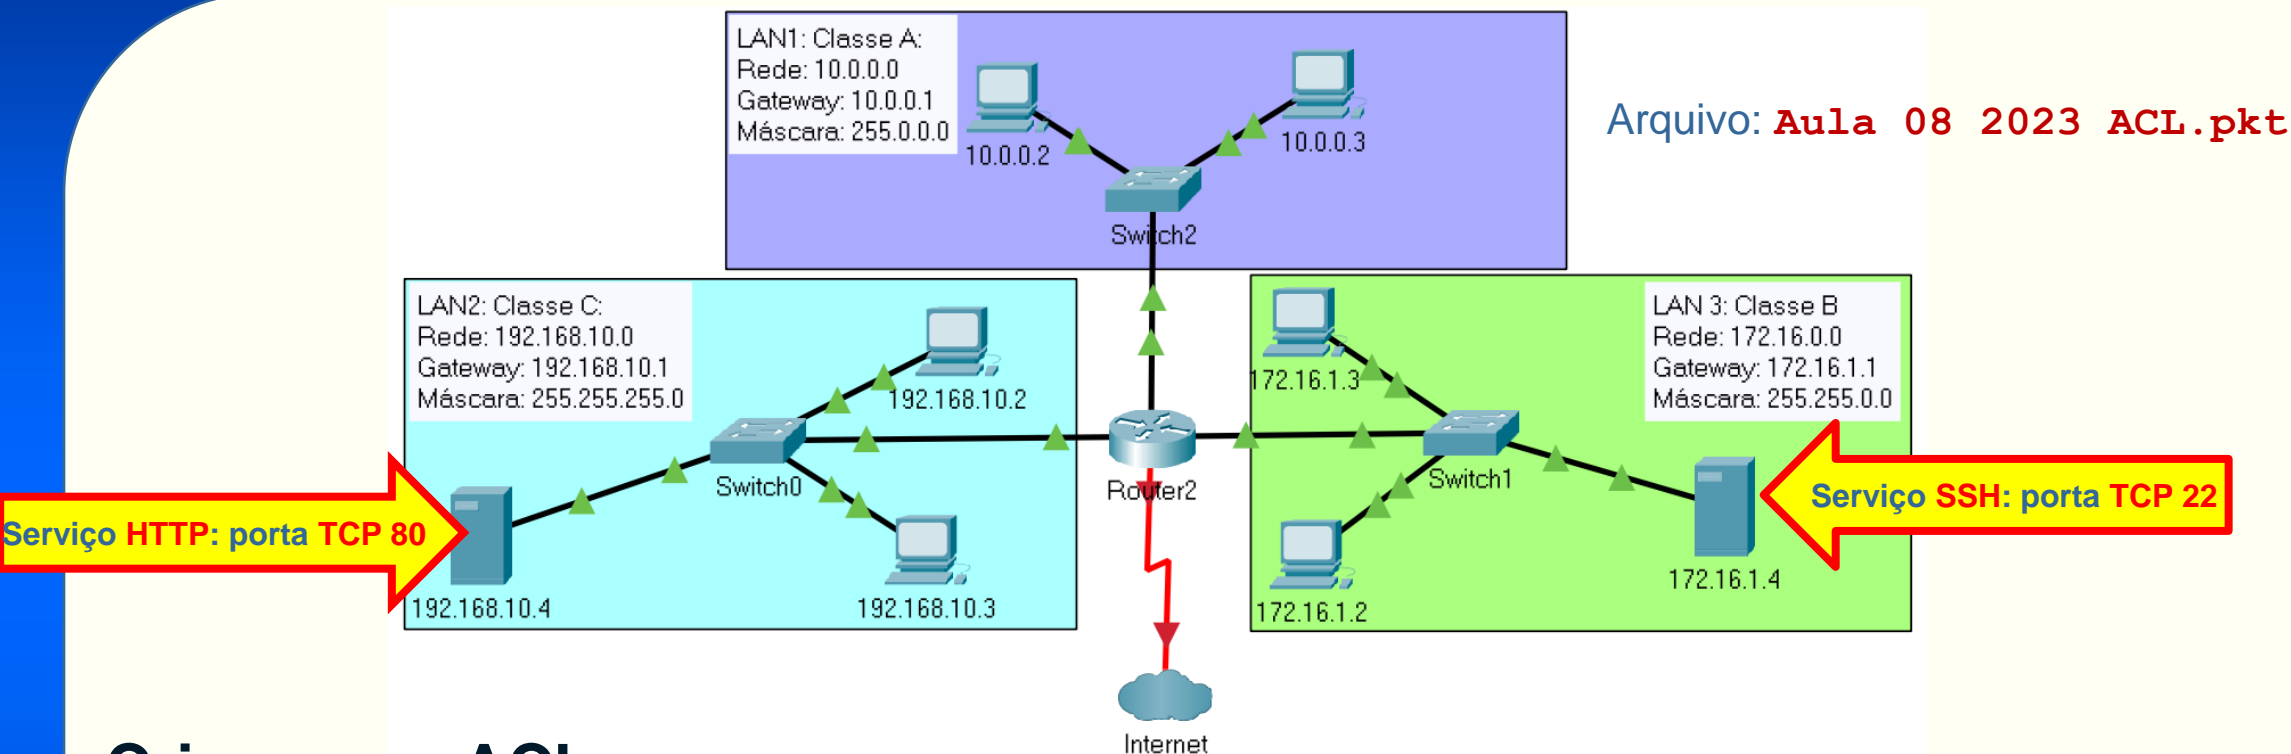 LAN1: Classe A:
Rede: 10.0.0.0
Gateway: 10.0.0.1
Máscara: 255.0.0.0
10.0.0.2
10.0.0.3
Switch2
Arquivo: Aula 08 2023 ACL.pkt
LAN2: Classe C:
Rede: 192.168.10.0
Gateway: 192.168.10.1
Máscara: 255.255.255.0
192.168.10.2
Switch0
192.168.10.4
192.168.10.3
Serviço HTTP: porta TCP 80
Router2
Internet
LAN 3: Classe B
Rede: 172.16.0.0
Gateway: 172.16.1.1
Máscara: 255.255.0.0
172.16.1.3
Switch1
172.16.1.2
172.16.1.4
Serviço SSH: porta TCP 22